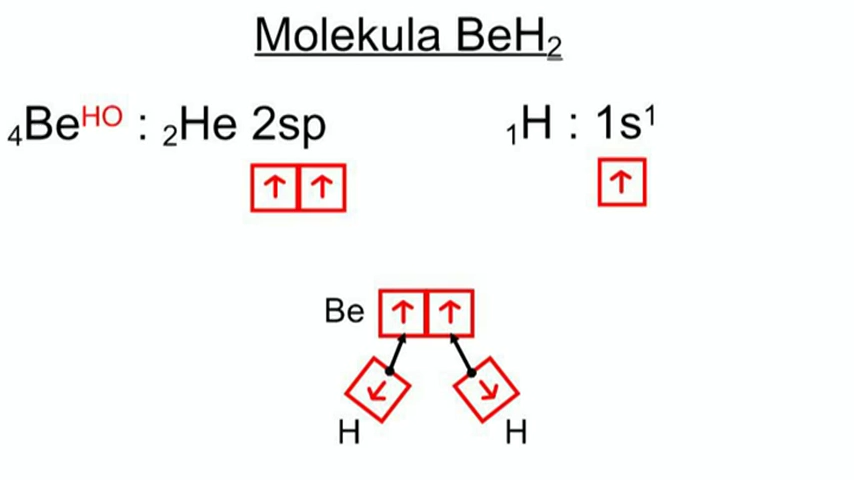 Molekula BeH₂
₄Beᴴᴼ : ₂He 2sp
₁H : 1s¹
↑ ↑
↑
Be ↑ ↑
↙ ↘
H H